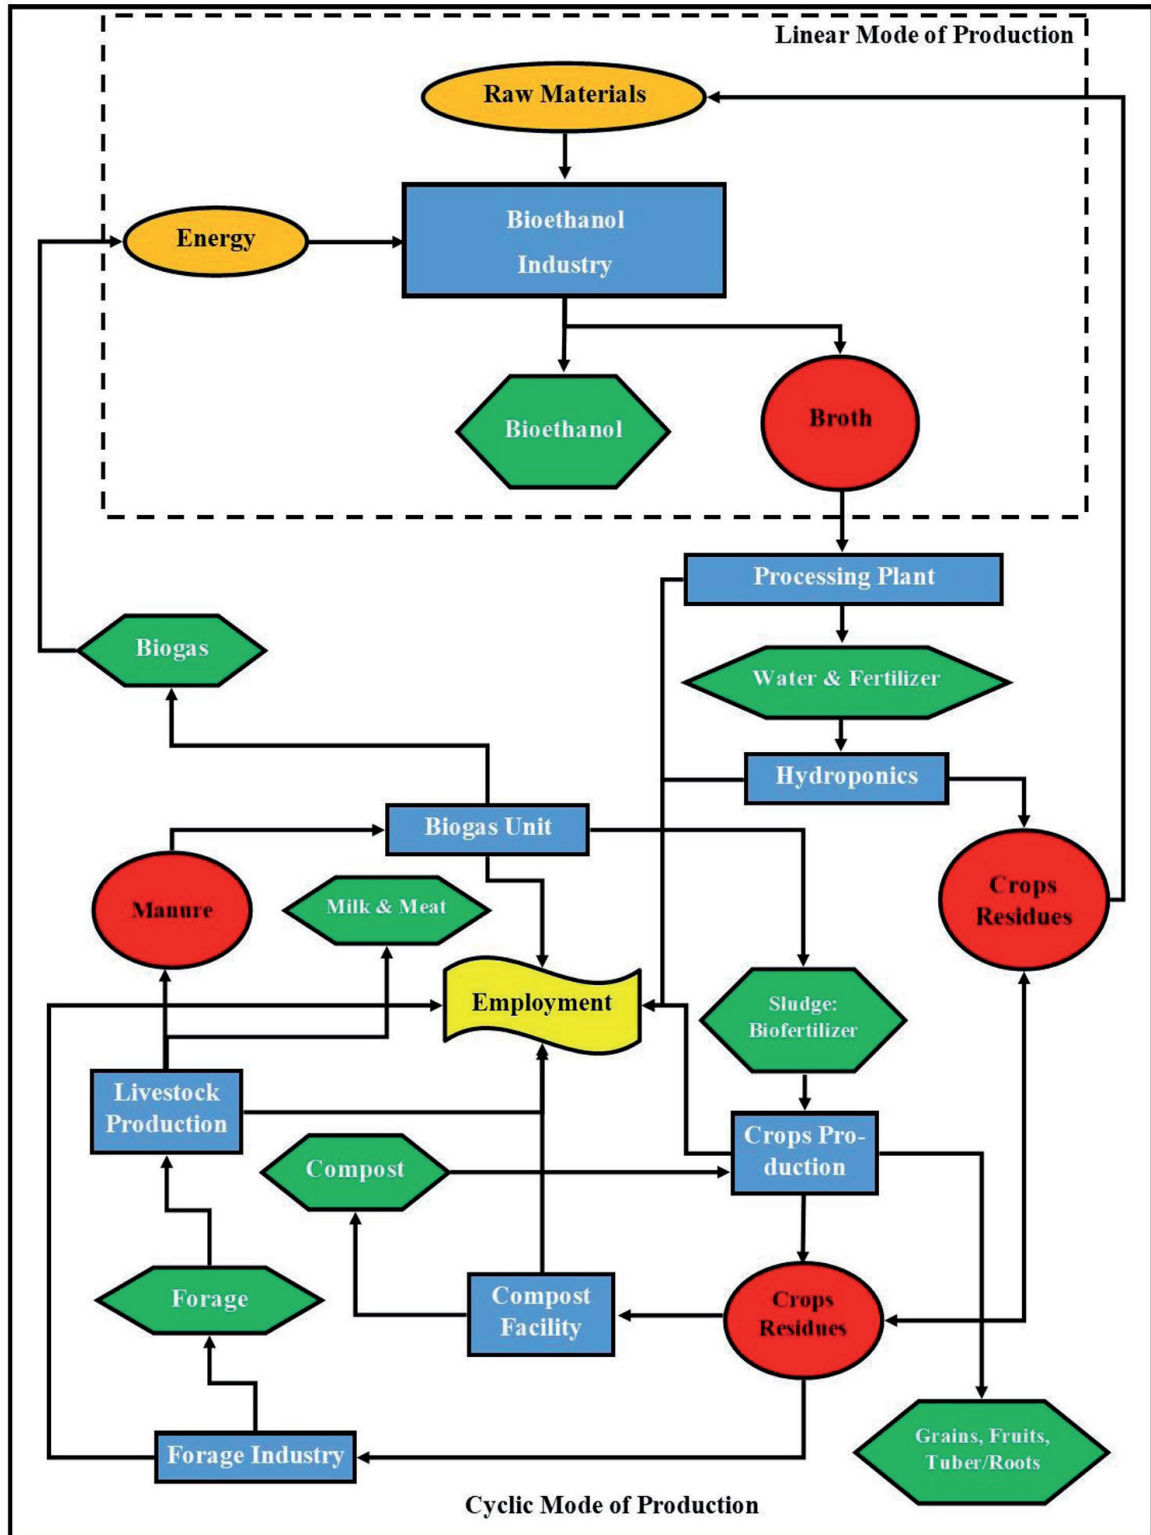 Linear Mode of Production
Raw Materials
Energy
Bioethanol
Industry
Bioethanol
Broth
Processing Plant
Biogas
Water & Fertilizer
Hydroponics
Biogas Unit
Manure
Milk & Meat
Crops
Residues
Employment
Sludge:
Biofertilizer
Livestock
Production
Crops Pro-
duction
Compost
Forage
Compost
Facility
Crops
Residues
Forage Industry
Grains, Fruits,
Tuber/Roots
Cyclic Mode of Production